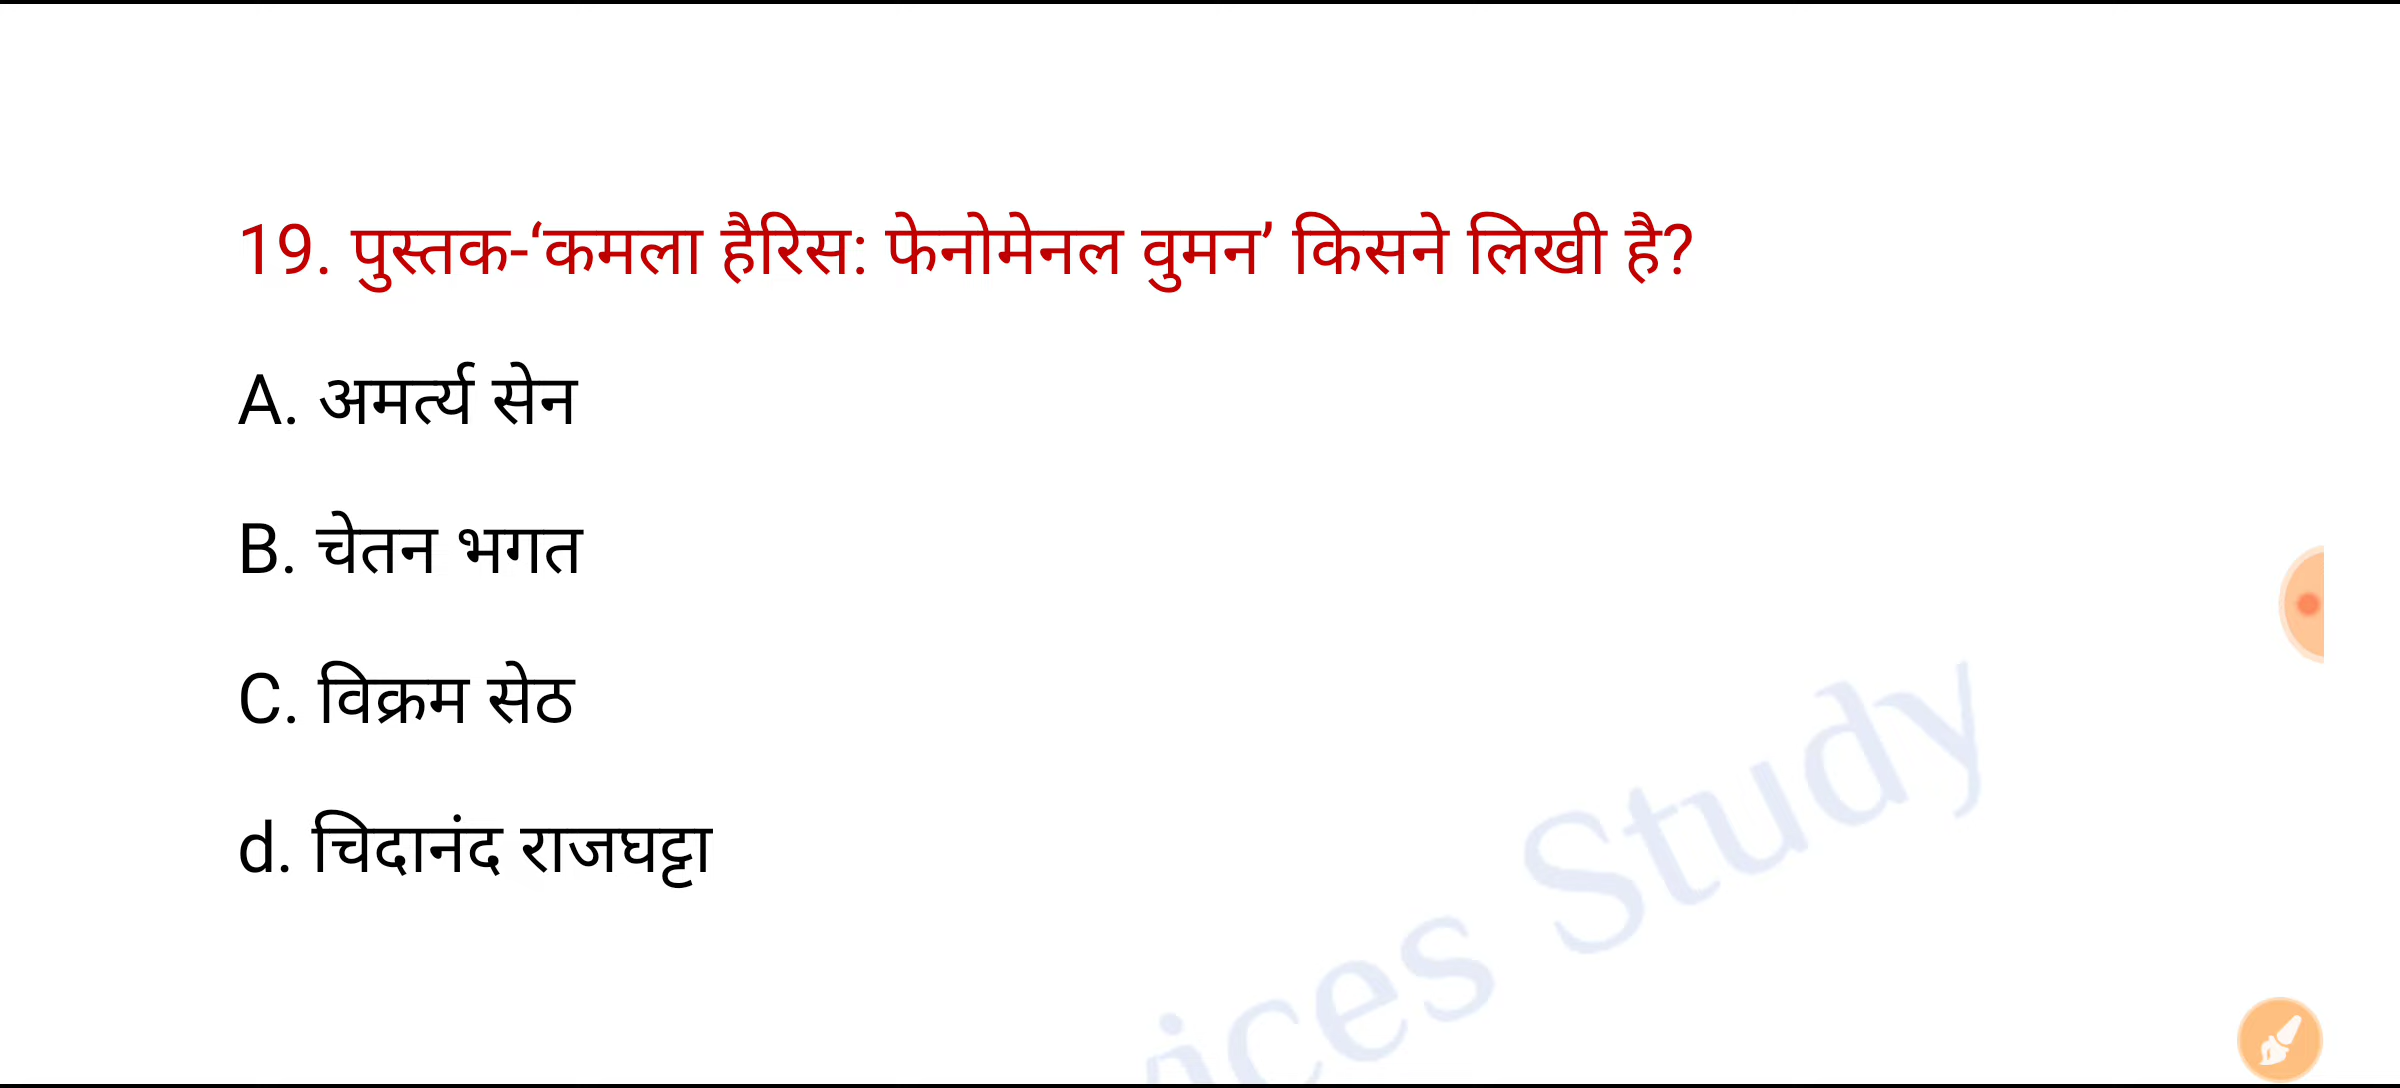 19. पुस्तक-‘कमला हैरिस: फेनोमेनल वुमन’ किसने लिखी है?
A. अमर्त्य सेन
B. चेतन भगत
C. विक्रम सेठ
d. चिदानंद राजघट्टा
ices Study